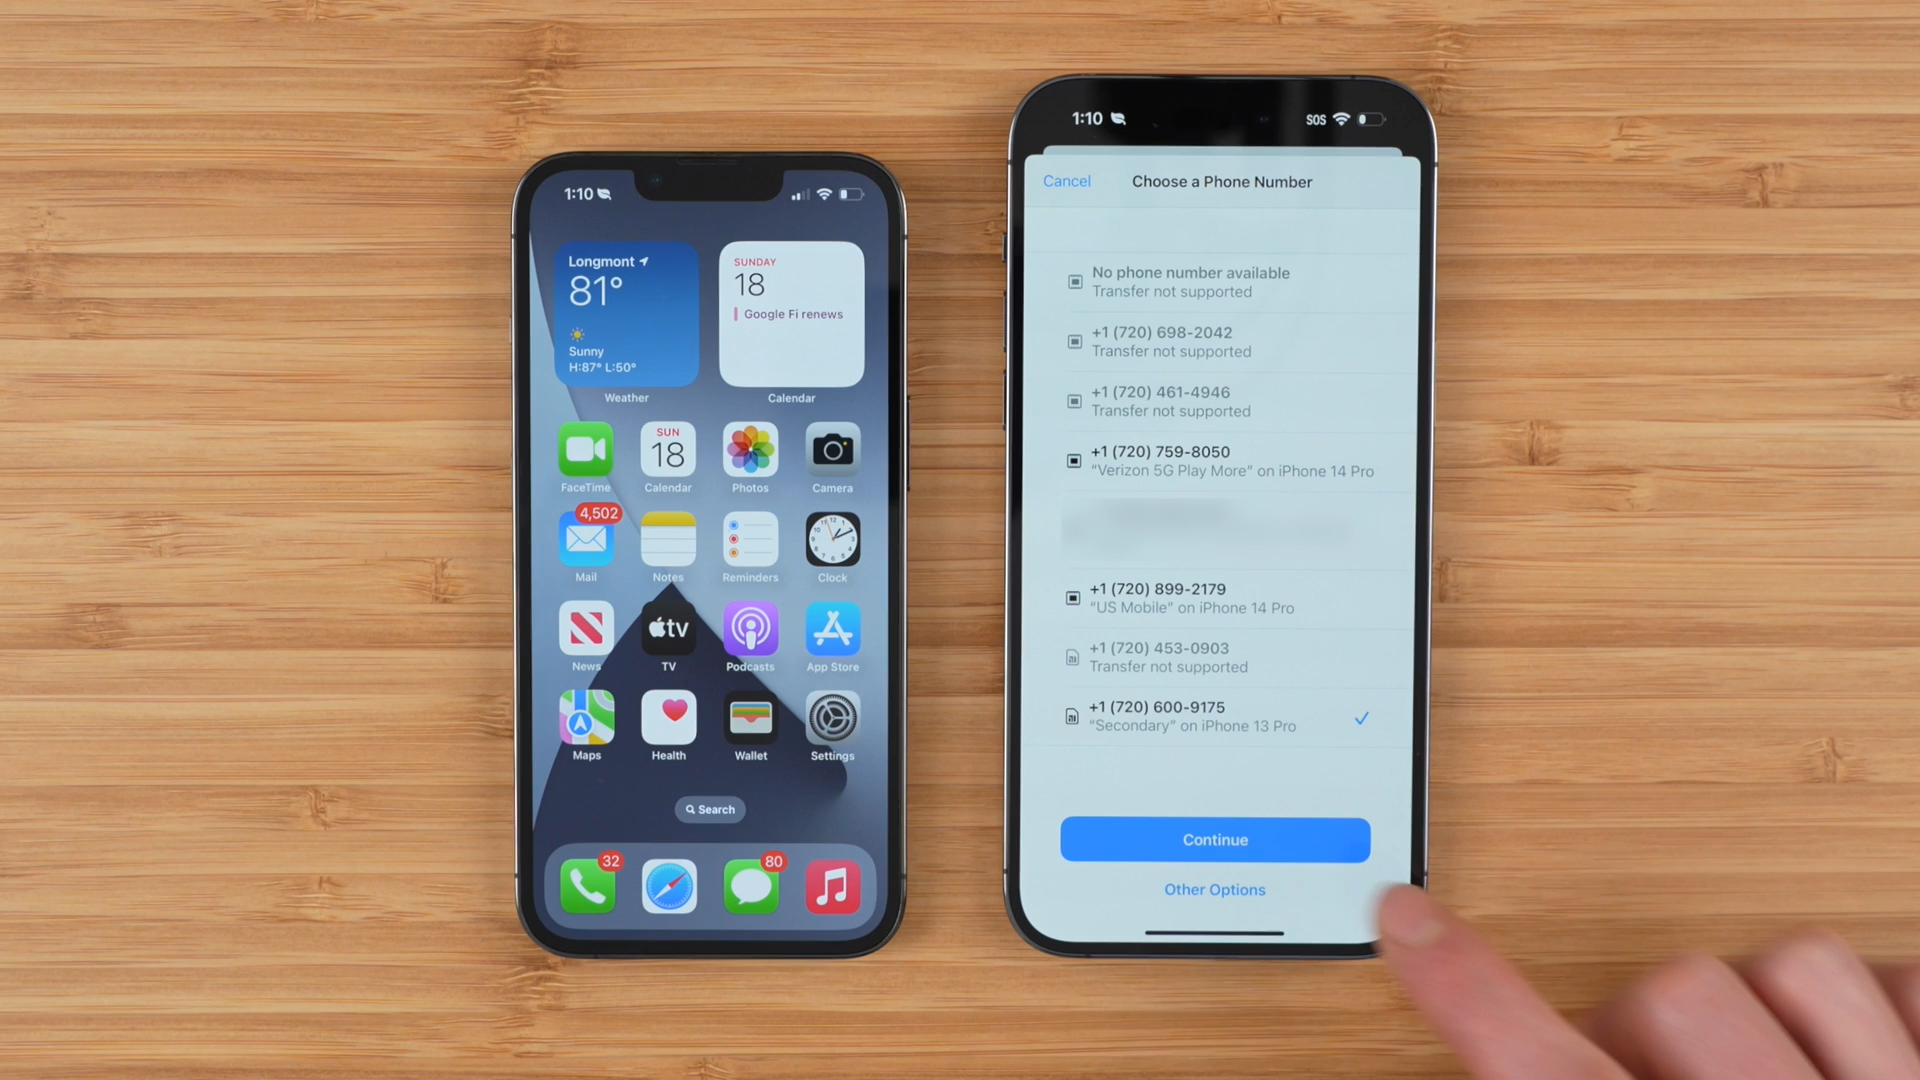 1:10
Longmont
81°
Sunny
H:87° L:50°
Weather
SUNDAY
18
Google Fi renews
Calendar
FaceTime
SUN
18
Calendar
Photos
Camera
4,502
Mail
Notes
Reminders
Clock
News
tv
TV
Podcasts
App Store
Maps
Health
Wallet
Settings
Search
32
80
1:10
SOS
Cancel
Choose a Phone Number
No phone number available
Transfer not supported
+1 (720) 698-2042
Transfer not supported
+1 (720) 461-4946
Transfer not supported
+1 (720) 759-8050
“Verizon 5G Play More” on iPhone 14 Pro
+1 (720) 899-2179
“US Mobile” on iPhone 14 Pro
+1 (720) 453-0903
Transfer not supported
+1 (720) 600-9175
“Secondary” on iPhone 13 Pro
Continue
Other Options